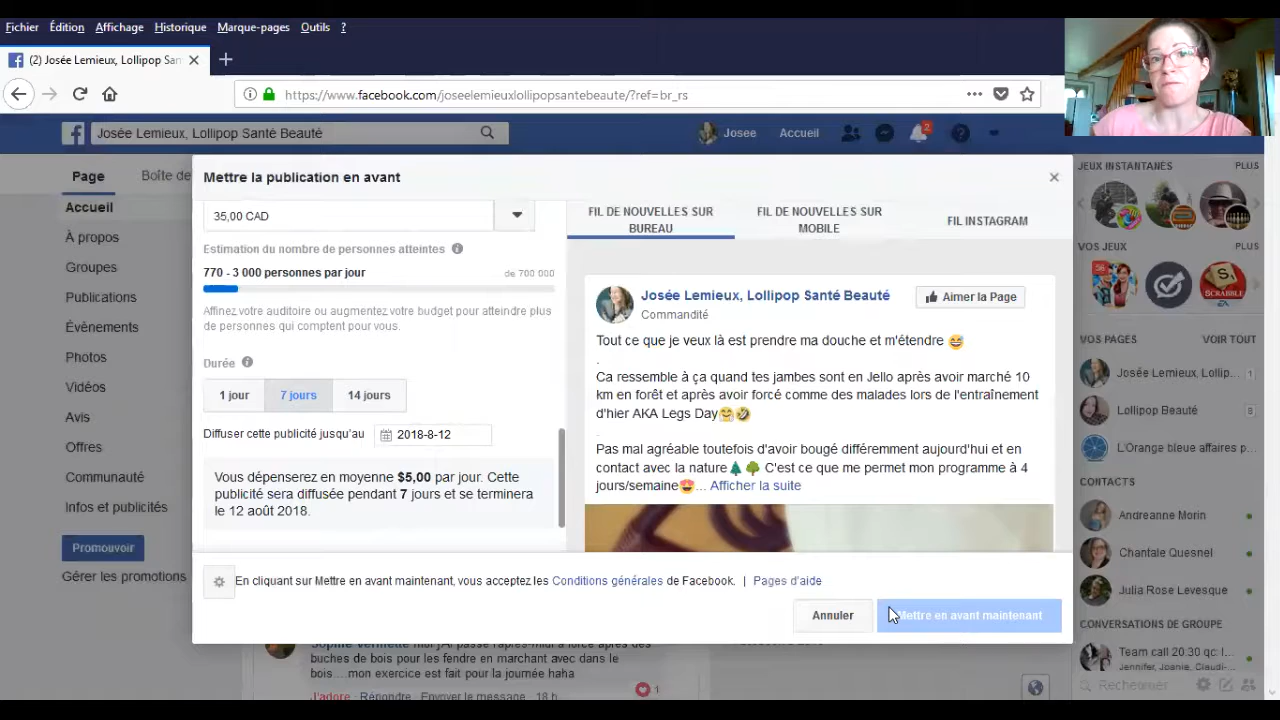 Fichier Édition Affichage Historique Marque-pages Outils ?
(2) Josée Lemieux, Lollipop San
https://www.facebook.com/joseelemieuxlollipopsantebeaute/?ref=br_rs
Josée Lemieux, Lollipop Santé Beauté
Josee Accueil 2
Page Boîte de
Accueil
À propos
Groupes
Publications
Évènements
Photos
Vidéos
Avis
Offres
Communauté
Infos et publicités
Promouvoir
Gérer les promotions
Mettre la publication en avant
35,00 CAD
Estimation du nombre de personnes atteintes
770 - 3 000 personnes par jour de 700 000
Affinez votre auditoire ou augmentez votre budget pour atteindre plus
de personnes qui comptent pour vous.
Durée
1 jour 7 jours 14 jours
Diffuser cette publicité jusqu'au 2018-8-12
Vous dépenserez en moyenne $5,00 par jour. Cette
publicité sera diffusée pendant 7 jours et se terminera
le 12 août 2018.
FIL DE NOUVELLES SUR
BUREAU
FIL DE NOUVELLES SUR
MOBILE
FIL INSTAGRAM
Josée Lemieux, Lollipop Santé Beauté
Commandité
Aimer la Page
Tout ce que je veux là est prendre ma douche et m'étendre 😅
.
Ca ressemble à ça quand tes jambes sont en Jello après avoir marché 10
km en forêt et après avoir forcé comme des malades lors de l'entraînement
d'hier AKA Legs Day🤗🤣
.
Pas mal agréable toutefois d'avoir bougé différemment aujourd'hui et en
contact avec la nature🌲🌳 C'est ce que me permet mon programme à 4
jours/semaine😍... Afficher la suite
En cliquant sur Mettre en avant maintenant, vous acceptez les Conditions générales de Facebook. | Pages d'aide
Annuler Mettre en avant maintenant
buches de bois pour les fendre en marchant avec dans le
bois....mon exercice est fait pour la journée haha
J'adore · Répondre · Envoyer le message · 18 h
1
JEUX INSTANTANÉS PLUS
VOS JEUX PLUS
SCRABBLE
VOS PAGES VOIR TOUT
Josée Lemieux, Lollip... 1
Lollipop Beauté 8
L'Orange bleue affaires p
CONTACTS
Andreanne Morin
Chantale Quesnel
Julia Rose Levesque
CONVERSATIONS DE GROUPE
Team call 20:30 qc: l...
Rechercher